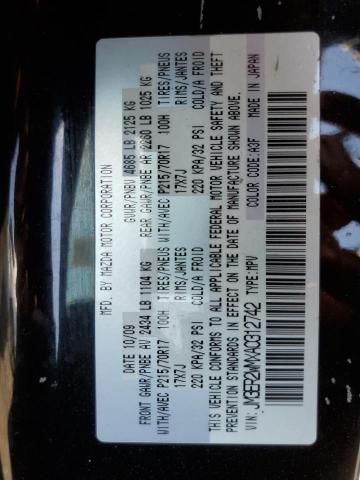 MFD. BY MAZDA MOTOR CORPORATION
10/09 GVWR/PNBV 4685 LB 2125 KG
FRONT GAWR/PNBE AV 2434 LB 1104 KG REAR GAWR/PNBE AR 2260 LB 1025 KG
WITH/AVEC P215/70R17 100H TIRES/PNEUS WITH/AVEC P215/70R17 100H TIRES/PNEUS
17X7J RIMS/JANTES 17X7J RIMS/JANTES
220 KPA/32 PSI COLD/A FROID 220 KPA/32 PSI COLD/A FROID
THIS VEHICLE CONFORMS TO ALL APPLICABLE FEDERAL MOTOR VEHICLE SAFETY AND THEFT
PREVENTION STANDARDS IN EFFECT ON THE DATE OF MANUFACTURE SHOWN ABOVE.
VIN: JM3ER2WMXA0312742 COLOR CODE:A3F MADE IN JAPAN
TYPE:MPV